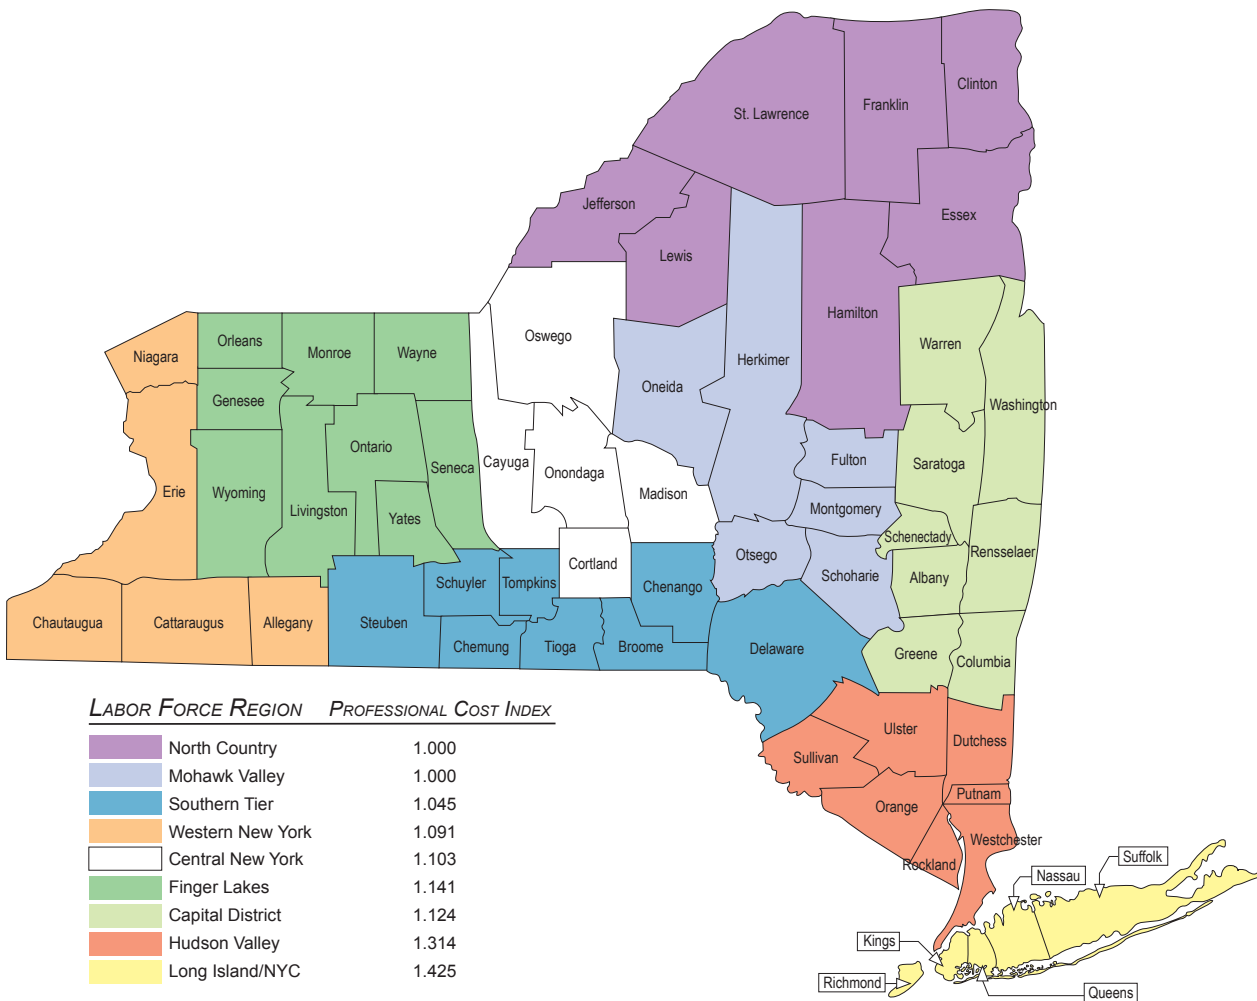 Clinton
Franklin
St. Lawrence
Jefferson
Essex
Lewis
Hamilton
Oswego
Orleans
Monroe
Wayne
Niagara
Warren
Herkimer
Oneida
Genesee
Washington
Ontario
Fulton
Cayuga
Seneca
Onondaga
Saratoga
Erie
Wyoming
Madison
Livingston
Montgomery
Yates
Schenectady
Rensselaer
Otsego
Cortland
Schoharie
Albany
Schuyler
Tompkins
Chenango
Chautaugua
Cattaraugus
Allegany
Steuben
Chemung
Tioga
Broome
Delaware
Greene
Columbia
Ulster
Dutchess
Sullivan
Putnam
Orange
Westchester
Rockland
Suffolk
Nassau
Kings
Richmond
Queens
LABOR FORCE REGION PROFESSIONAL COST INDEX
North Country 1.000
Mohawk Valley 1.000
Southern Tier 1.045
Western New York 1.091
Central New York 1.103
Finger Lakes 1.141
Capital District 1.124
Hudson Valley 1.314
Long Island/NYC 1.425